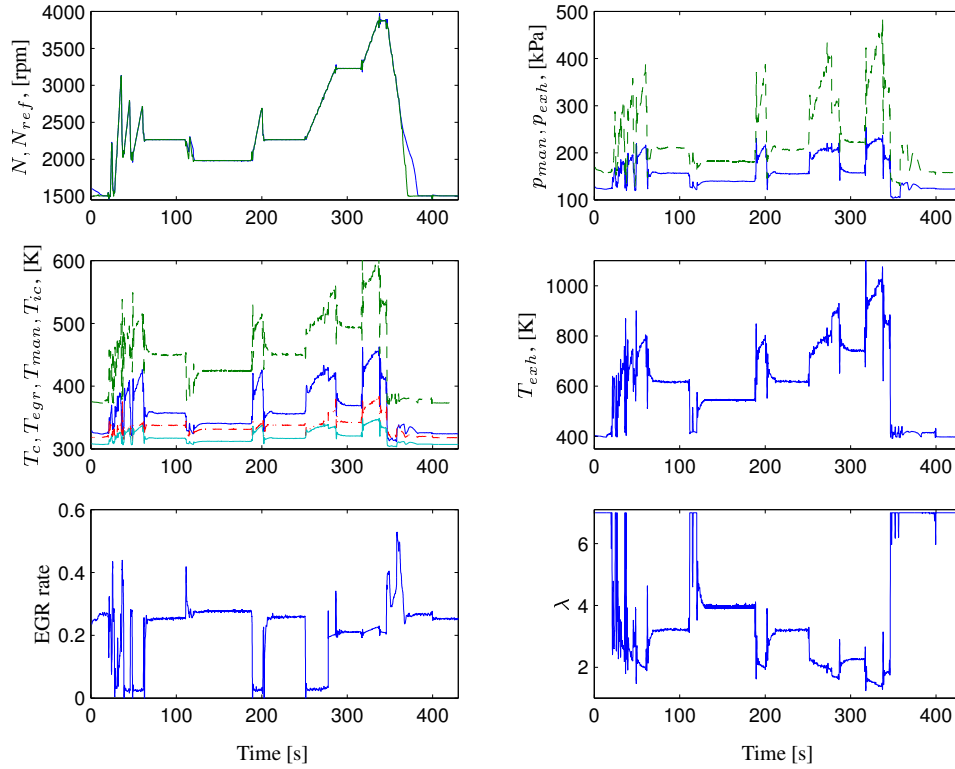 4000
3500
3000
2500
2000
1500
N, N_ref, [rpm]
0 100 200 300 400
500
400
300
200
100
p_man, p_exh, [kPa]
0 100 200 300 400
600
500
400
300
T_c, T_egr, T_man, T_ic, [K]
0 100 200 300 400
1000
800
600
400
T_exh, [K]
0 100 200 300 400
0.6
0.4
0.2
0
EGR rate
0 100 200 300 400
Time [s]
6
4
2
λ
0 100 200 300 400
Time [s]